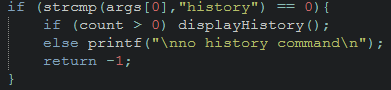 if (strcmp(args[0],"history") == 0){
    if (count > 0) displayHistory();
    else printf("\nno history command\n");
    return -1;
}